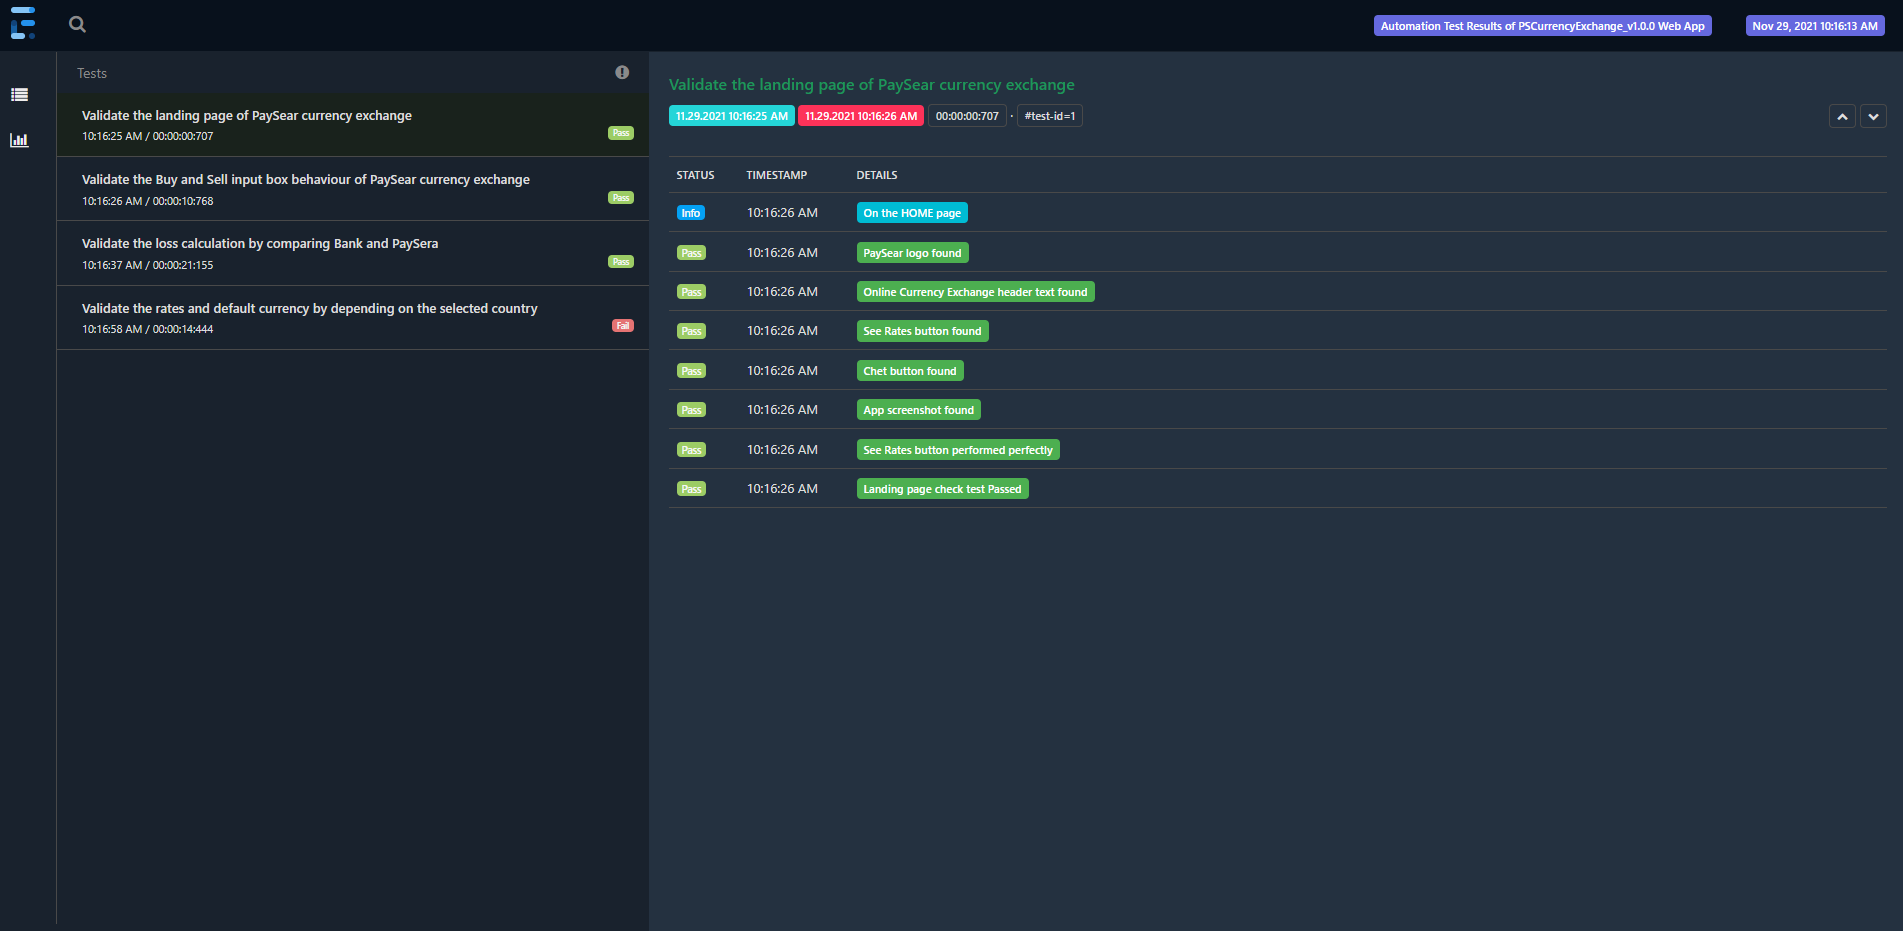 Automation Test Results of PSCurrencyExchange_v1.0.0 Web App
Nov 29, 2021 10:16:13 AM
Tests
Validate the landing page of PaySear currency exchange
10:16:25 AM / 00:00:00:707
Pass
Validate the Buy and Sell input box behaviour of PaySear currency exchange
10:16:26 AM / 00:00:10:768
Pass
Validate the loss calculation by comparing Bank and PaySera
10:16:37 AM / 00:00:21:155
Pass
Validate the rates and default currency by depending on the selected country
10:16:58 AM / 00:00:14:444
Fail
Validate the landing page of PaySear currency exchange
11.29.2021 10:16:25 AM 11.29.2021 10:16:26 AM 00:00:00:707 · #test-id=1
STATUS TIMESTAMP DETAILS
Info 10:16:26 AM On the HOME page
Pass 10:16:26 AM PaySear logo found
Pass 10:16:26 AM Online Currency Exchange header text found
Pass 10:16:26 AM See Rates button found
Pass 10:16:26 AM Chet button found
Pass 10:16:26 AM App screenshot found
Pass 10:16:26 AM See Rates button performed perfectly
Pass 10:16:26 AM Landing page check test Passed